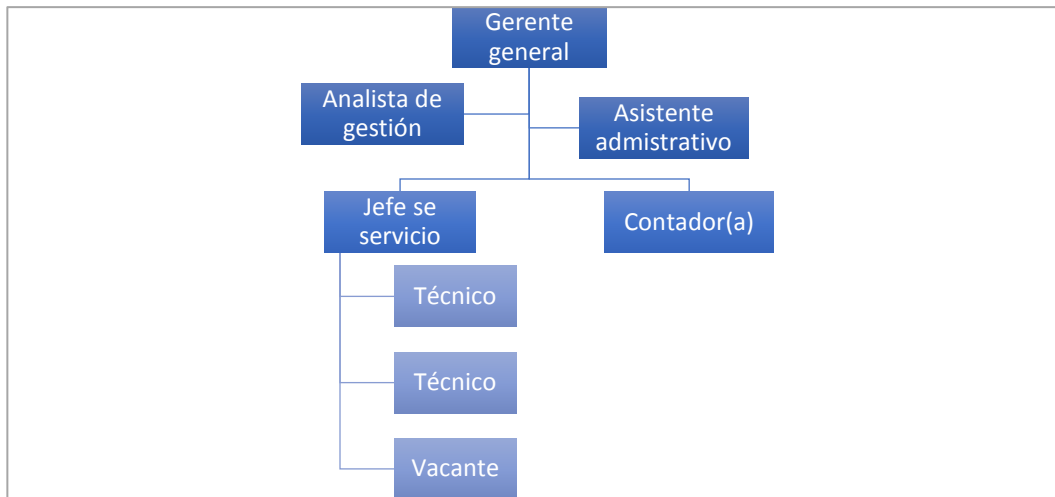 Gerente
general
Analista de
gestión
Asistente
admistrativo
Jefe se
servicio
Contador(a)
Técnico
Técnico
Vacante